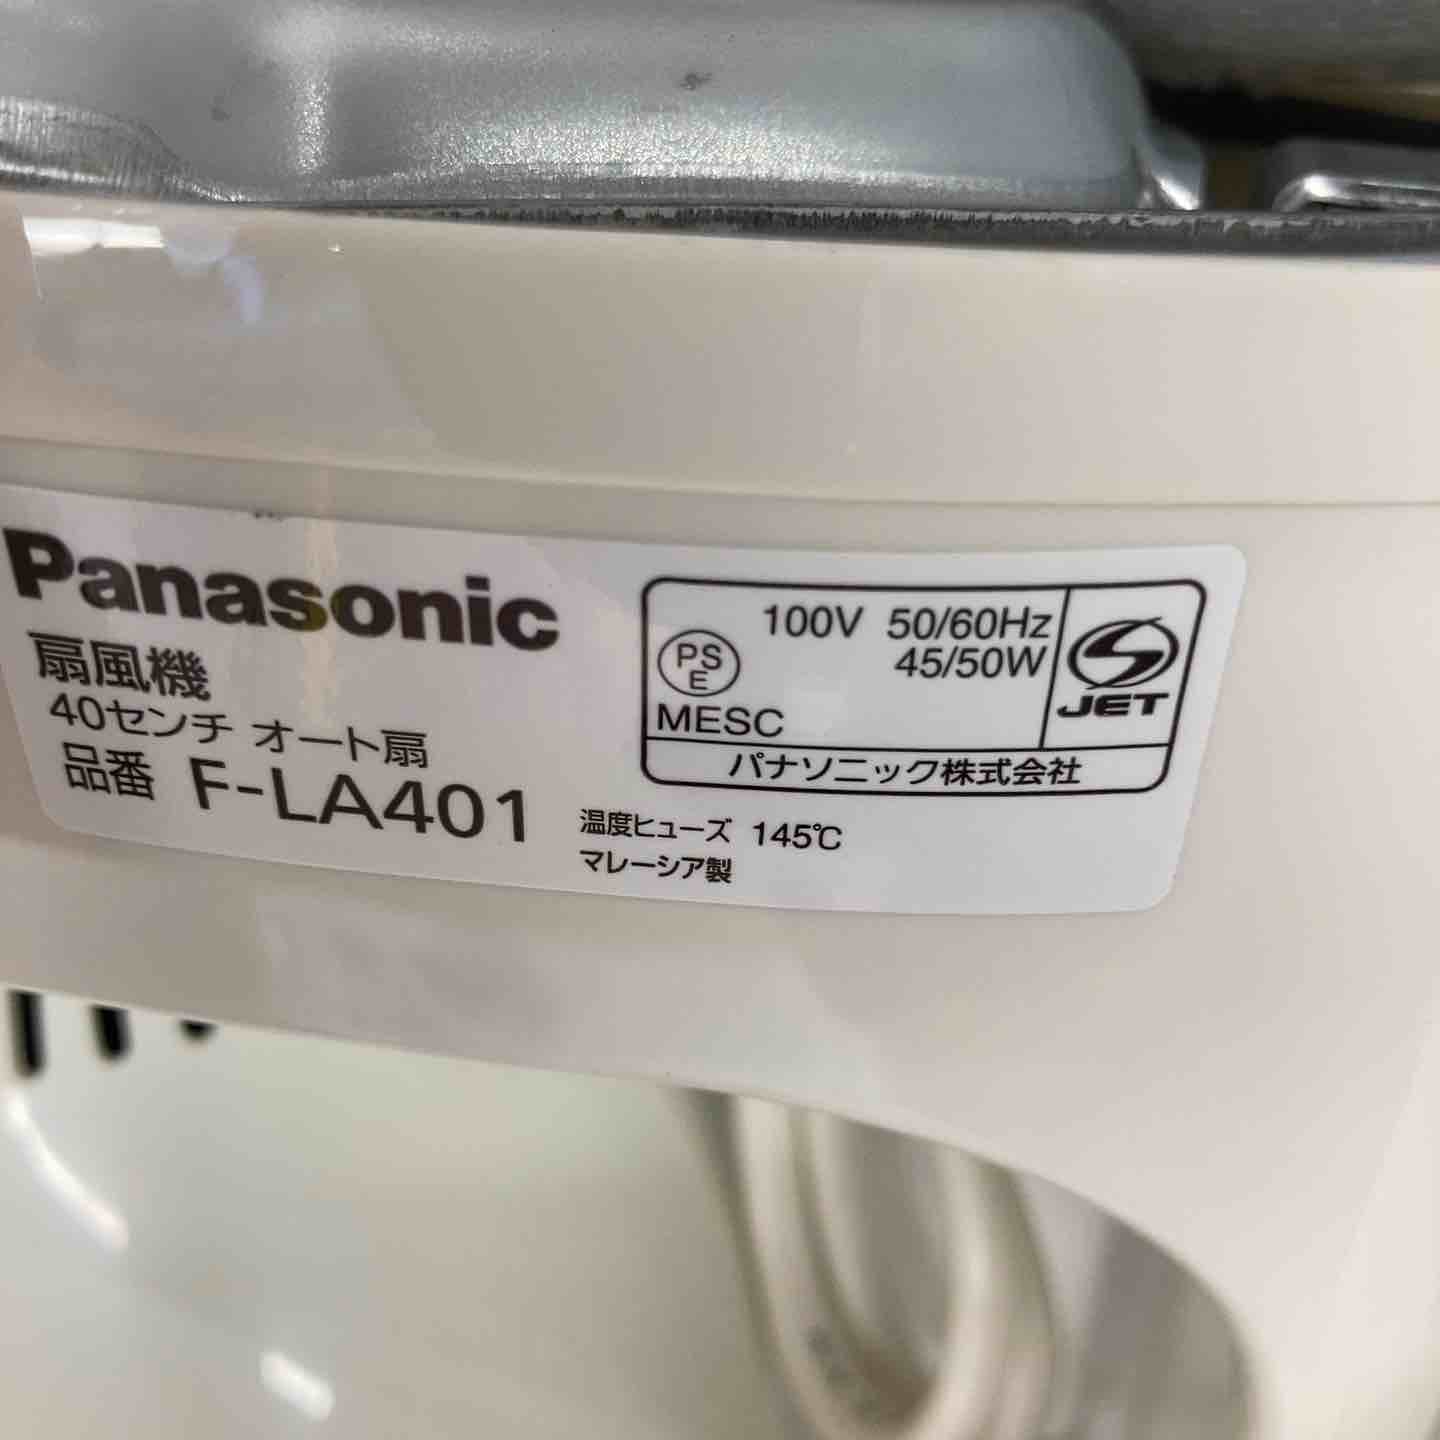 Panasonic
扇風機
40センチ オート扇
品番 F-LA401
100V 50/60Hz
45/50W
PSE
MESC
JET
パナソニック株式会社
温度ヒューズ 145℃
マレーシア製